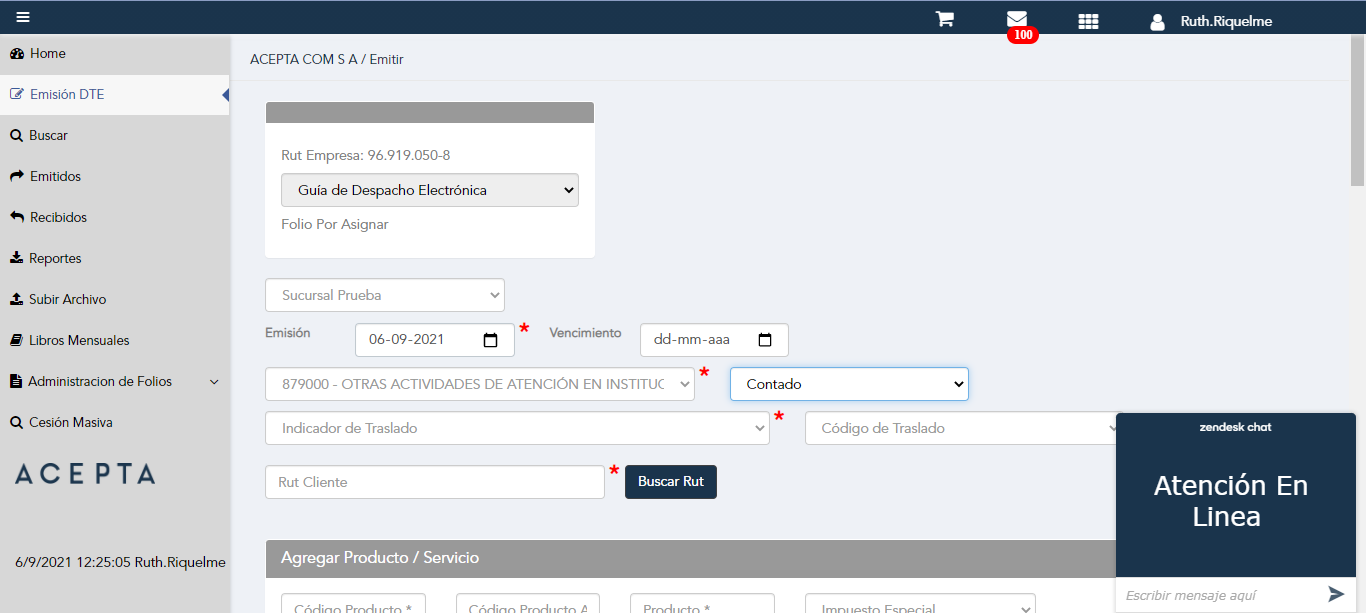 100
Ruth.Riquelme
Home
Emisión DTE
Buscar
Emitidos
Recibidos
Reportes
Subir Archivo
Libros Mensuales
Administracion de Folios
Cesión Masiva
ACEPTA
6/9/2021 12:25:05 Ruth.Riquelme
ACEPTA COM S A / Emitir
Rut Empresa: 96.919.050-8
Guía de Despacho Electrónica
Folio Por Asignar
Sucursal Prueba
Emisión 06-09-2021 * Vencimiento dd-mm-aaa
879000 - OTRAS ACTIVIDADES DE ATENCIÓN EN INSTITUC * Contado
Indicador de Traslado * Código de Traslado
Rut Cliente * Buscar Rut
Agregar Producto / Servicio
Código Producto * Código Producto A Producto * Impuesto Especial
zendesk chat
Atención En
Linea
Escribir mensaje aquí